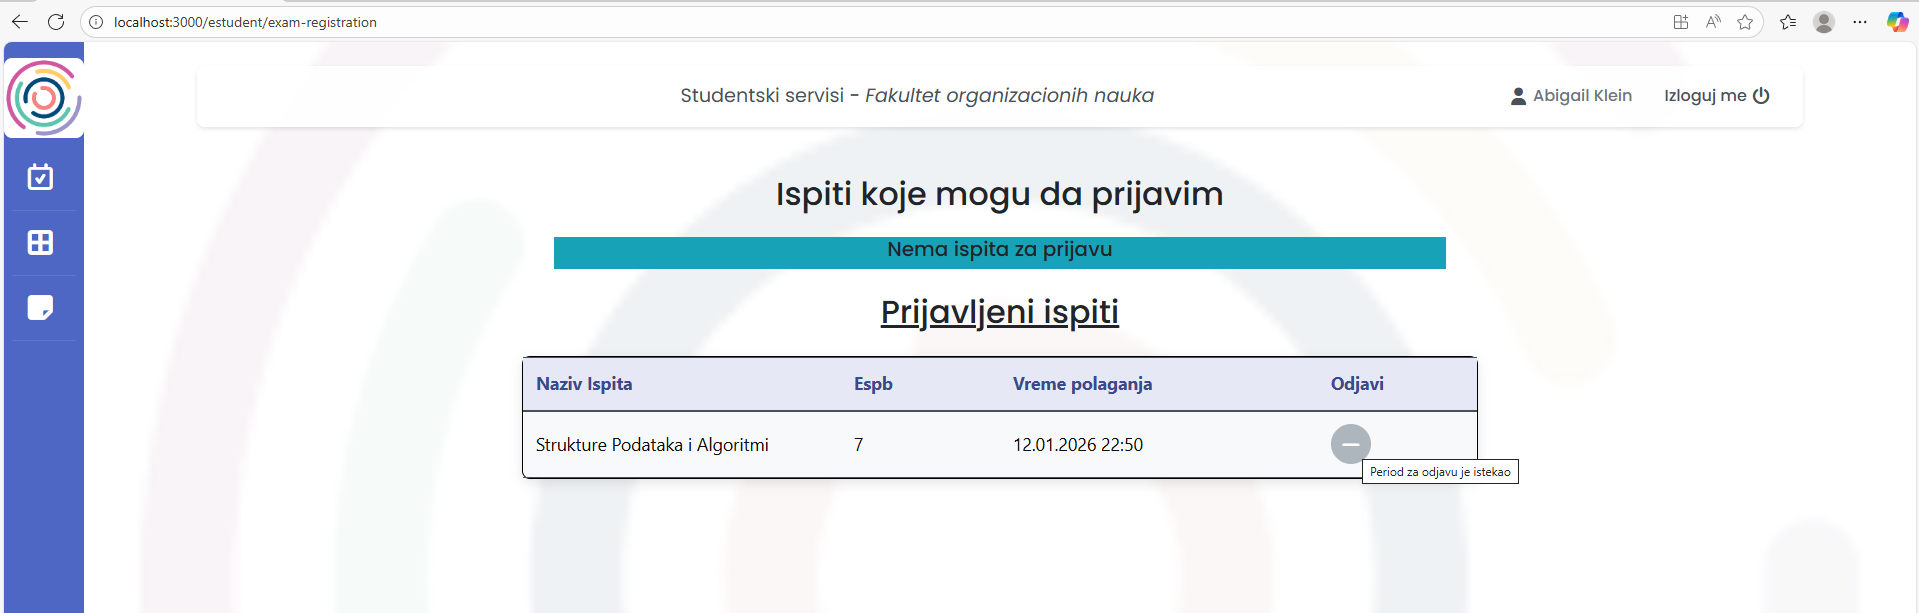 localhost:3000/estudent/exam-registration
Studentski servisi - Fakultet organizacionih nauka
Abigail Klein
Izloguj me
Ispiti koje mogu da prijavim
Nema ispita za prijavu
Prijavljeni ispiti
Naziv Ispita Espb Vreme polaganja Odjavi
Strukture Podataka i Algoritmi 7 12.01.2026 22:50
Period za odjavu je istekao